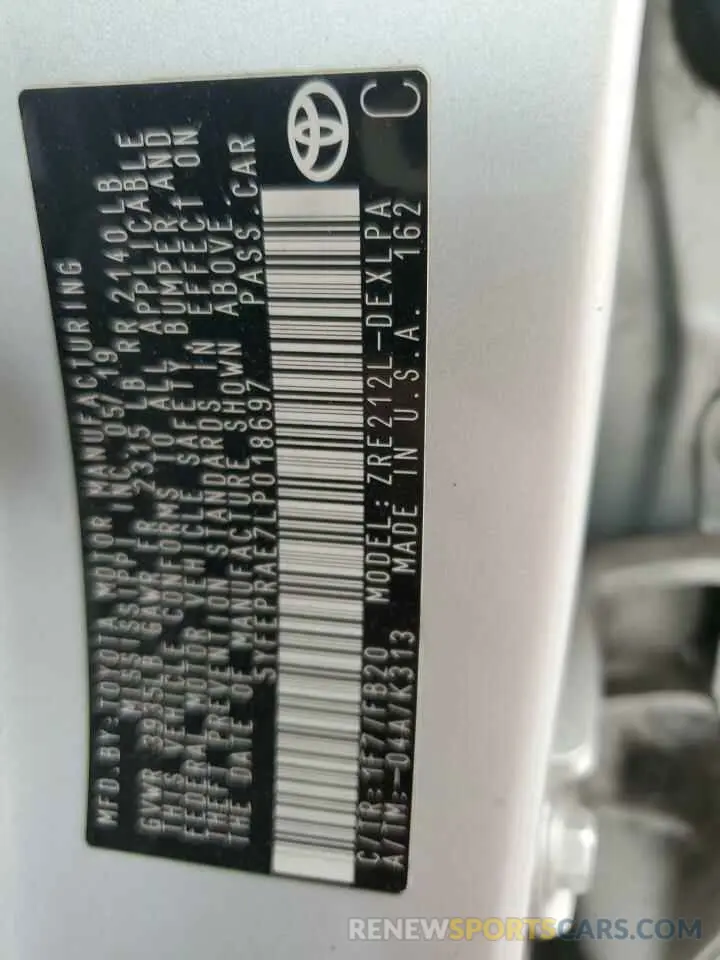 MFD.BY:TOYOTA MOTOR MANUFACTURING
MISSISSIPPI INC. 05/19
GVWR 3935LB GAWR FR 2315 LB RR 2140LB
THIS VEHICLE CONFORMS TO ALL APPLICABLE
FEDERAL MOTOR VEHICLE SAFETY BUMPER AND
THEFT PREVENTION STANDARDS IN EFFECT ON
THE DATE OF MANUFACTURE SHOWN ABOVE.
5YFEPRAE7LP018697 PASS.CAR
C/TR: 1F7/FB20 MODEL: ZRE212L-DEXLPA
A/TM: -04A/K313 MADE IN U.S.A. 162
C
RENEWSPORTSCARS.COM